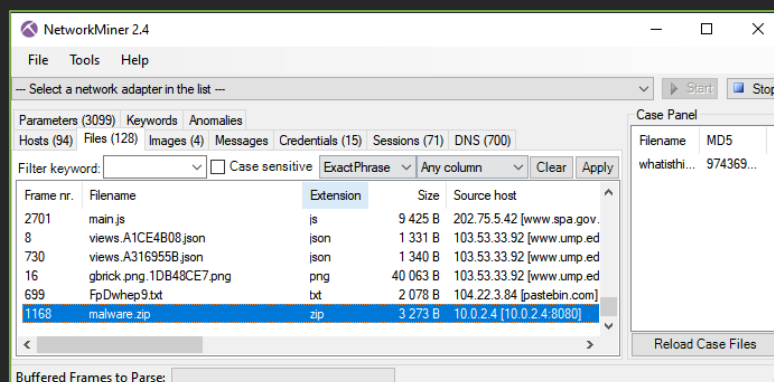 NetworkMiner 2.4
File Tools Help
--- Select a network adapter in the list ---
Start Stop
Parameters (3099) Keywords Anomalies
Hosts (94) Files (128) Images (4) Messages Credentials (15) Sessions (71) DNS (700)
Filter keyword: Case sensitive ExactPhrase Any column Clear Apply
Frame nr. Filename Extension Size Source host
2701 main.js js 9 425 B 202.75.5.42 [www.spa.gov.
8 views.A1CE4B08.json json 1 331 B 103.53.33.92 [www.ump.ed
730 views.A316955B.json json 1 340 B 103.53.33.92 [www.ump.ed
16 gbrick.png.1DB48CE7.png png 40 063 B 103.53.33.92 [www.ump.ed
699 FpDwhep9.txt txt 2 078 B 104.22.3.84 [pastebin.com]
1168 malware.zip zip 3 273 B 10.0.2.4 [10.0.2.4:8080]
Case Panel
Filename MD5
whatisthi... 974369...
Reload Case Files
Buffered Frames to Parse: